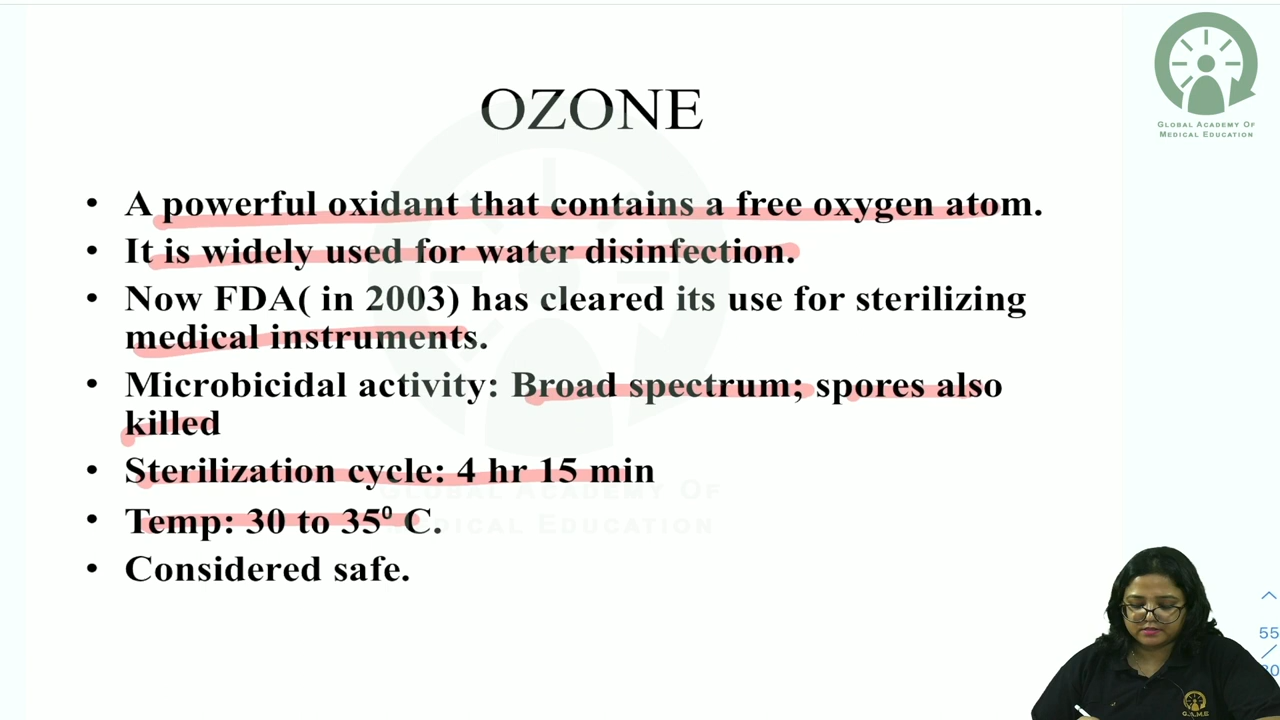 OZONE
GLOBAL ACADEMY OF
MEDICAL EDUCATION
• A powerful oxidant that contains a free oxygen atom.
• It is widely used for water disinfection.
• Now FDA( in 2003) has cleared its use for sterilizing
medical instruments.
• Microbicidal activity: Broad spectrum; spores also
killed
• Sterilization cycle: 4 hr 15 min
• Temp: 30 to 35⁰ C.
• Considered safe.
GLOBAL ACADEMY OF
MEDICAL EDUCATION
55
/
G.A.M.E